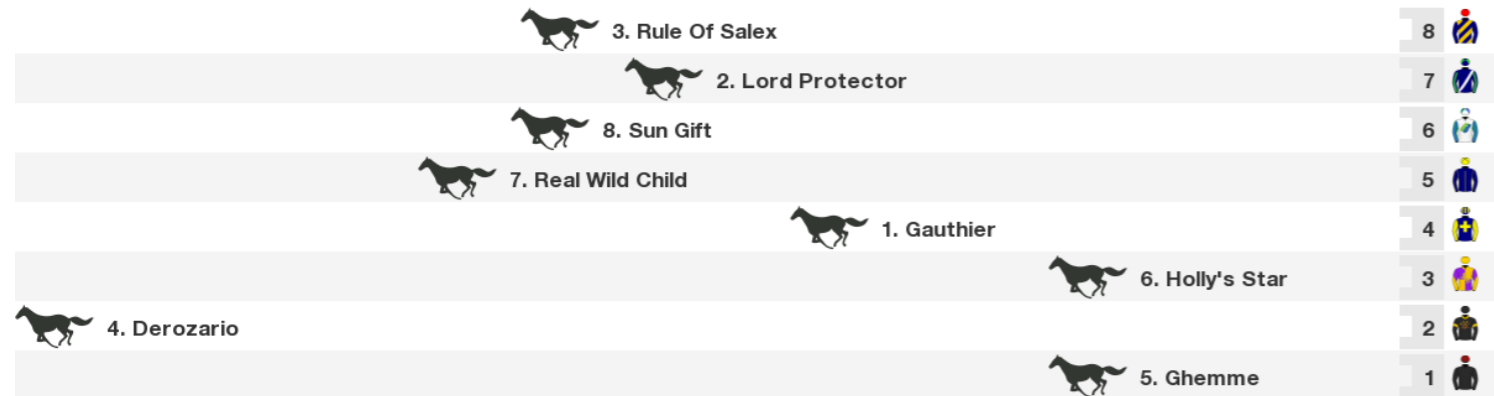 3. Rule Of Salex 8
2. Lord Protector 7
8. Sun Gift 6
7. Real Wild Child 5
1. Gauthier 4
6. Holly's Star 3
4. Derozario 2
5. Ghemme 1